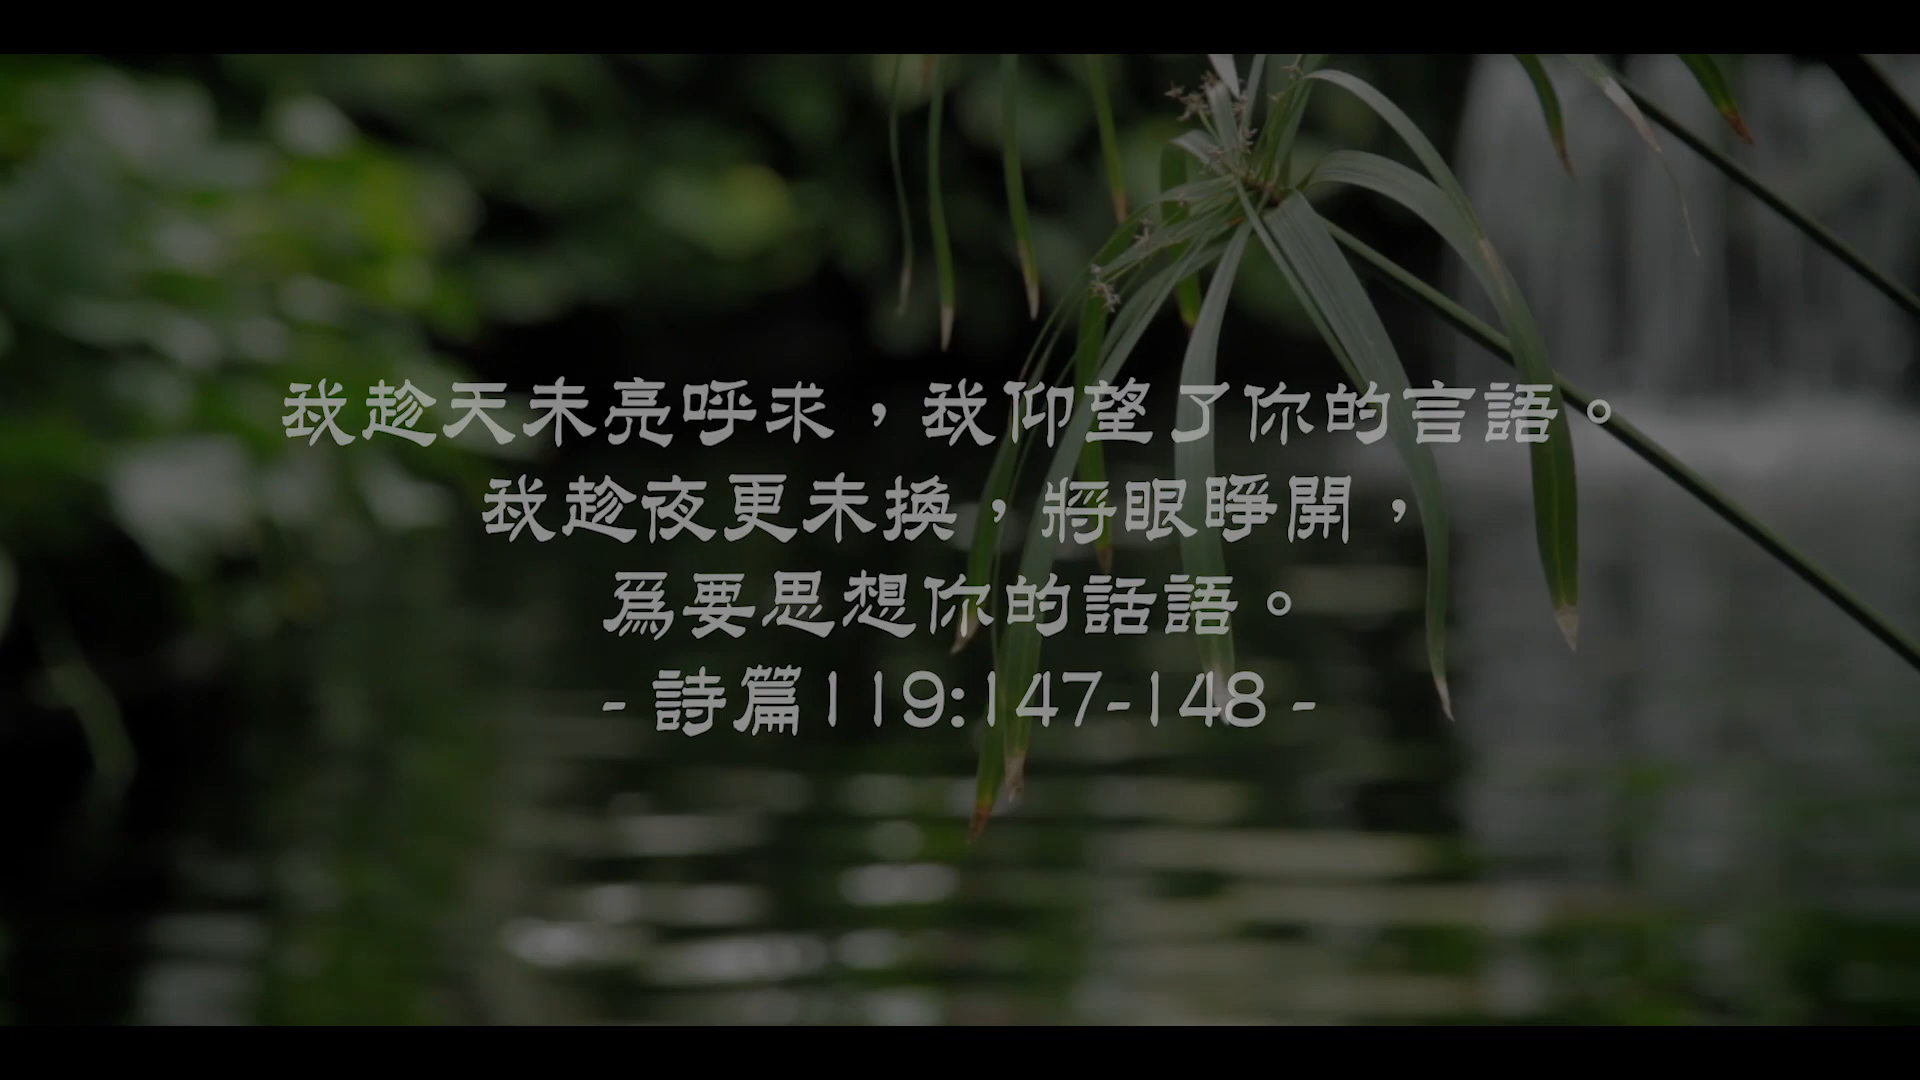 我趁天未亮呼求，我仰望了你的言語。
我趁夜更未換，將眼睜開，
為要思想你的話語。
- 詩篇119:147-148 -